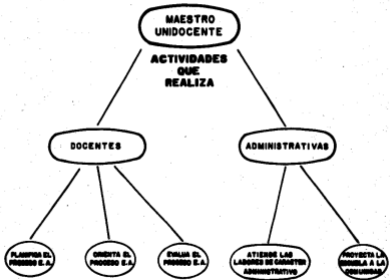 MAESTRO
UNIDOCENTE
ACTIVIDADES
QUE
REALIZA
DOCENTES
ADMINISTRATIVAS
PLANIFICA EL
PROCESO E.A.
ORIENTA EL
PROCESO E.A.
EVALUA EL
PROCESO E.A.
ATIENDE LAS
LABORES DE CARACTER
ADMINISTRATIVO
PROYECTA LA
ESCUELA A LA
COMUNIDAD